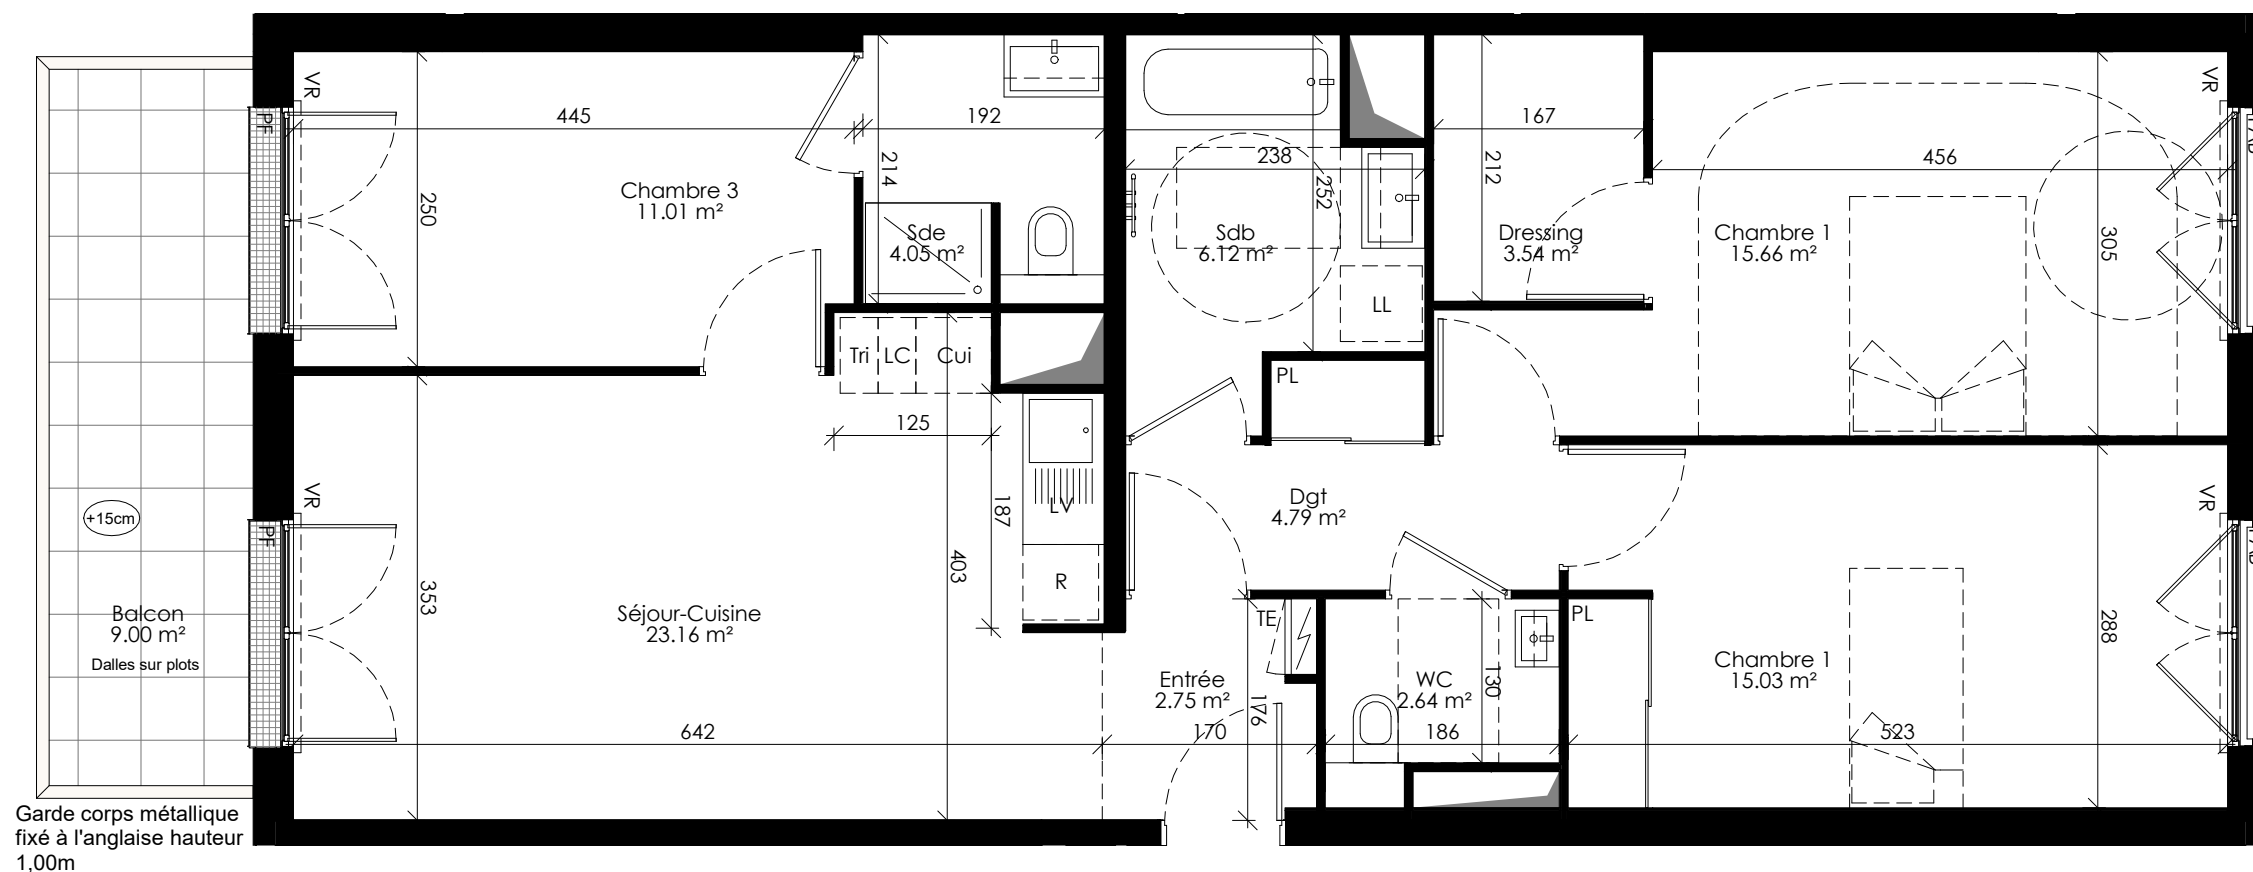 VR
PF
445
250
Chambre 3
11.01 m²
192
214
Sde
4.05 m²
238
252
Sdb
6.12 m²
LL
167
212
Dressing
3.54 m²
456
Chambre 1
15.66 m²
305
VR
Tri
LC
Cui
125
187
LV
R
403
PL
Dgt
4.79 m²
VR
PF
+15cm
Balcon
9.00 m²
Dalles sur plots
353
Séjour-Cuisine
23.16 m²
642
Entrée
2.75 m²
170
176
TE
WC
2.64 m²
130
186
PL
Chambre 1
15.03 m²
523
288
VR
Garde corps métallique
fixé à l'anglaise hauteur
1,00m